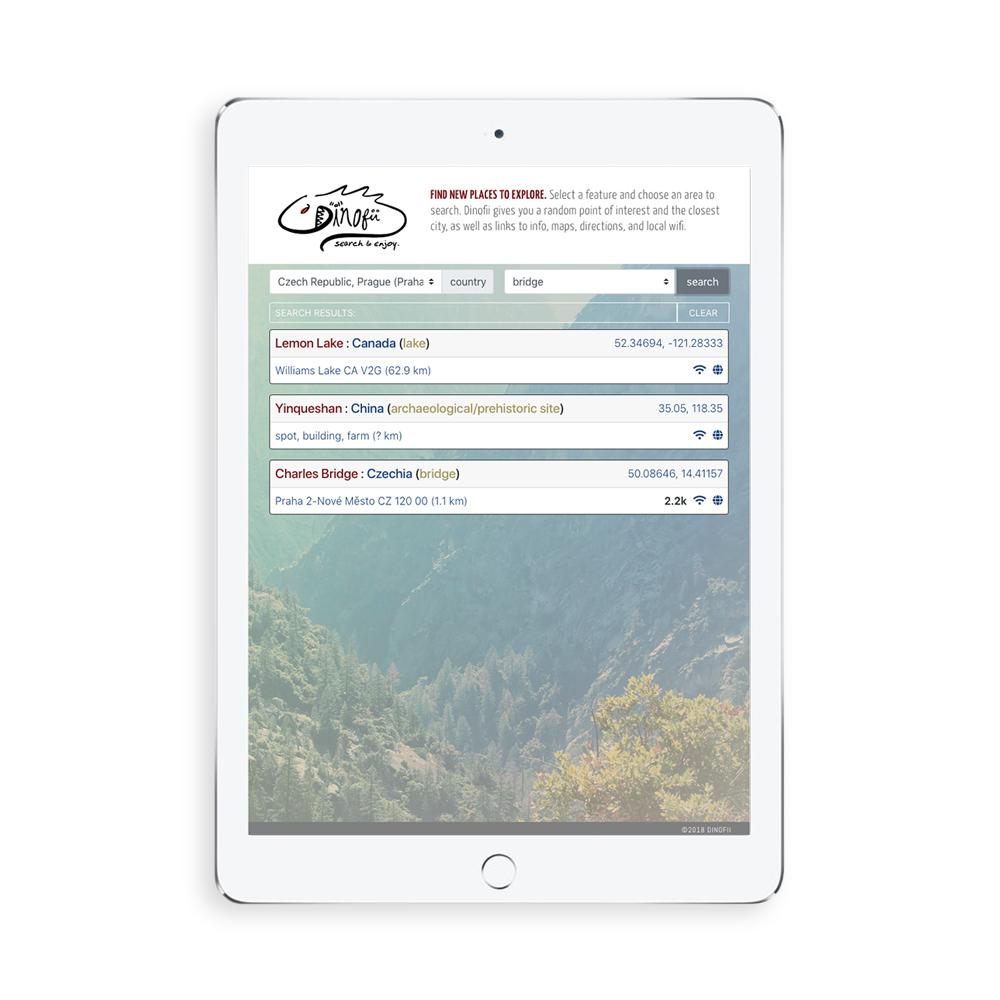 Dinofii
search & enjoy.
FIND NEW PLACES TO EXPLORE. Select a feature and choose an area to
search. Dinofii gives you a random point of interest and the closest
city, as well as links to info, maps, directions, and local wifi.
Czech Republic, Prague (Praha country bridge search
SEARCH RESULTS: CLEAR
Lemon Lake : Canada (lake) 52.34694, -121.28333
Williams Lake CA V2G (62.9 km)
Yinqueshan : China (archaeological/prehistoric site) 35.05, 118.35
spot, building, farm (? km)
Charles Bridge : Czechia (bridge) 50.08646, 14.41157
Praha 2-Nové Město CZ 120 00 (1.1 km) 2.2k
©2018 DINOFII